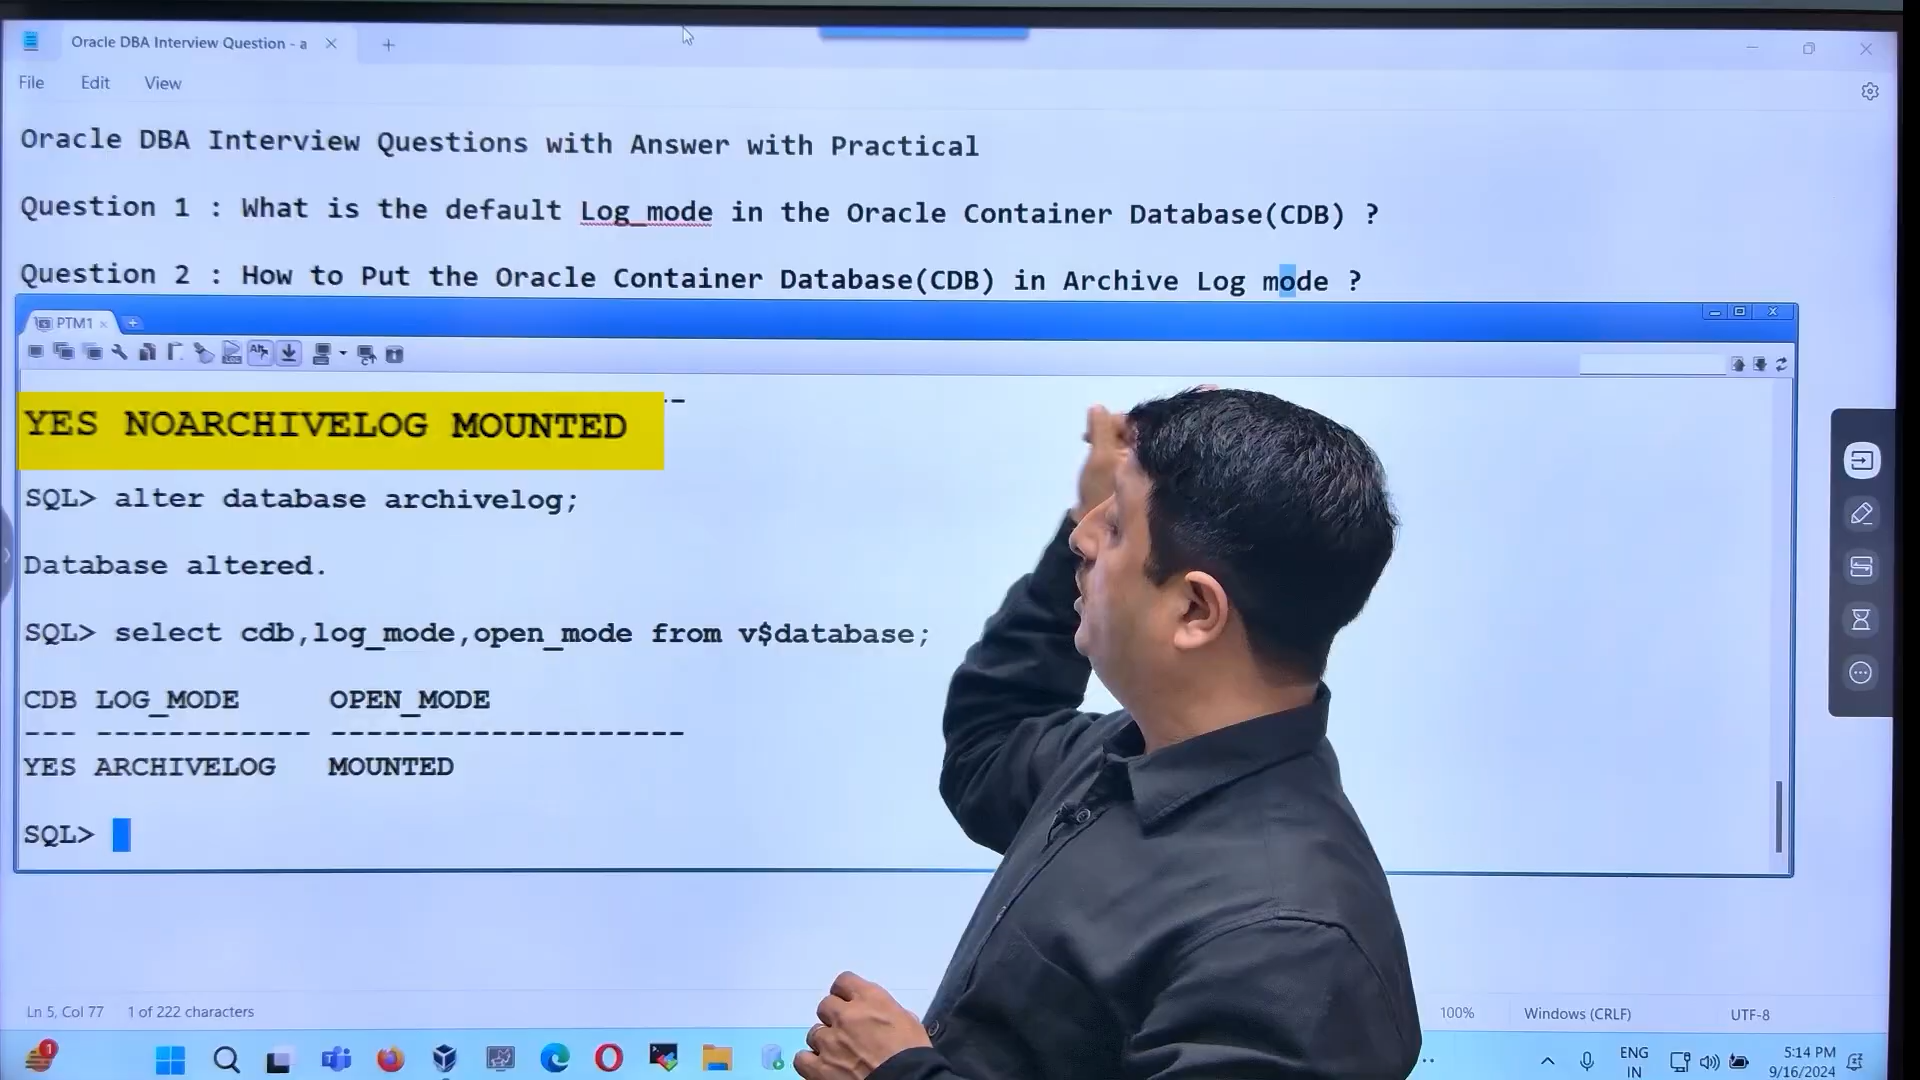 Oracle DBA Interview Question - a
File Edit View
Oracle DBA Interview Questions with Answer with Practical
Question 1 : What is the default Log_mode in the Oracle Container Database(CDB) ?
Question 2 : How to Put the Oracle Container Database(CDB) in Archive Log mode ?
PTM1
YES NOARCHIVELOG MOUNTED
SQL> alter database archivelog;
Database altered.
SQL> select cdb,log_mode,open_mode from v$database;
CDB LOG_MODE OPEN_MODE
--- ------------ --------------------
YES ARCHIVELOG MOUNTED
SQL>
Ln 5, Col 77 1 of 222 characters 100% Windows (CRLF) UTF-8
1 ENG 5:14 PM
IN 9/16/2024